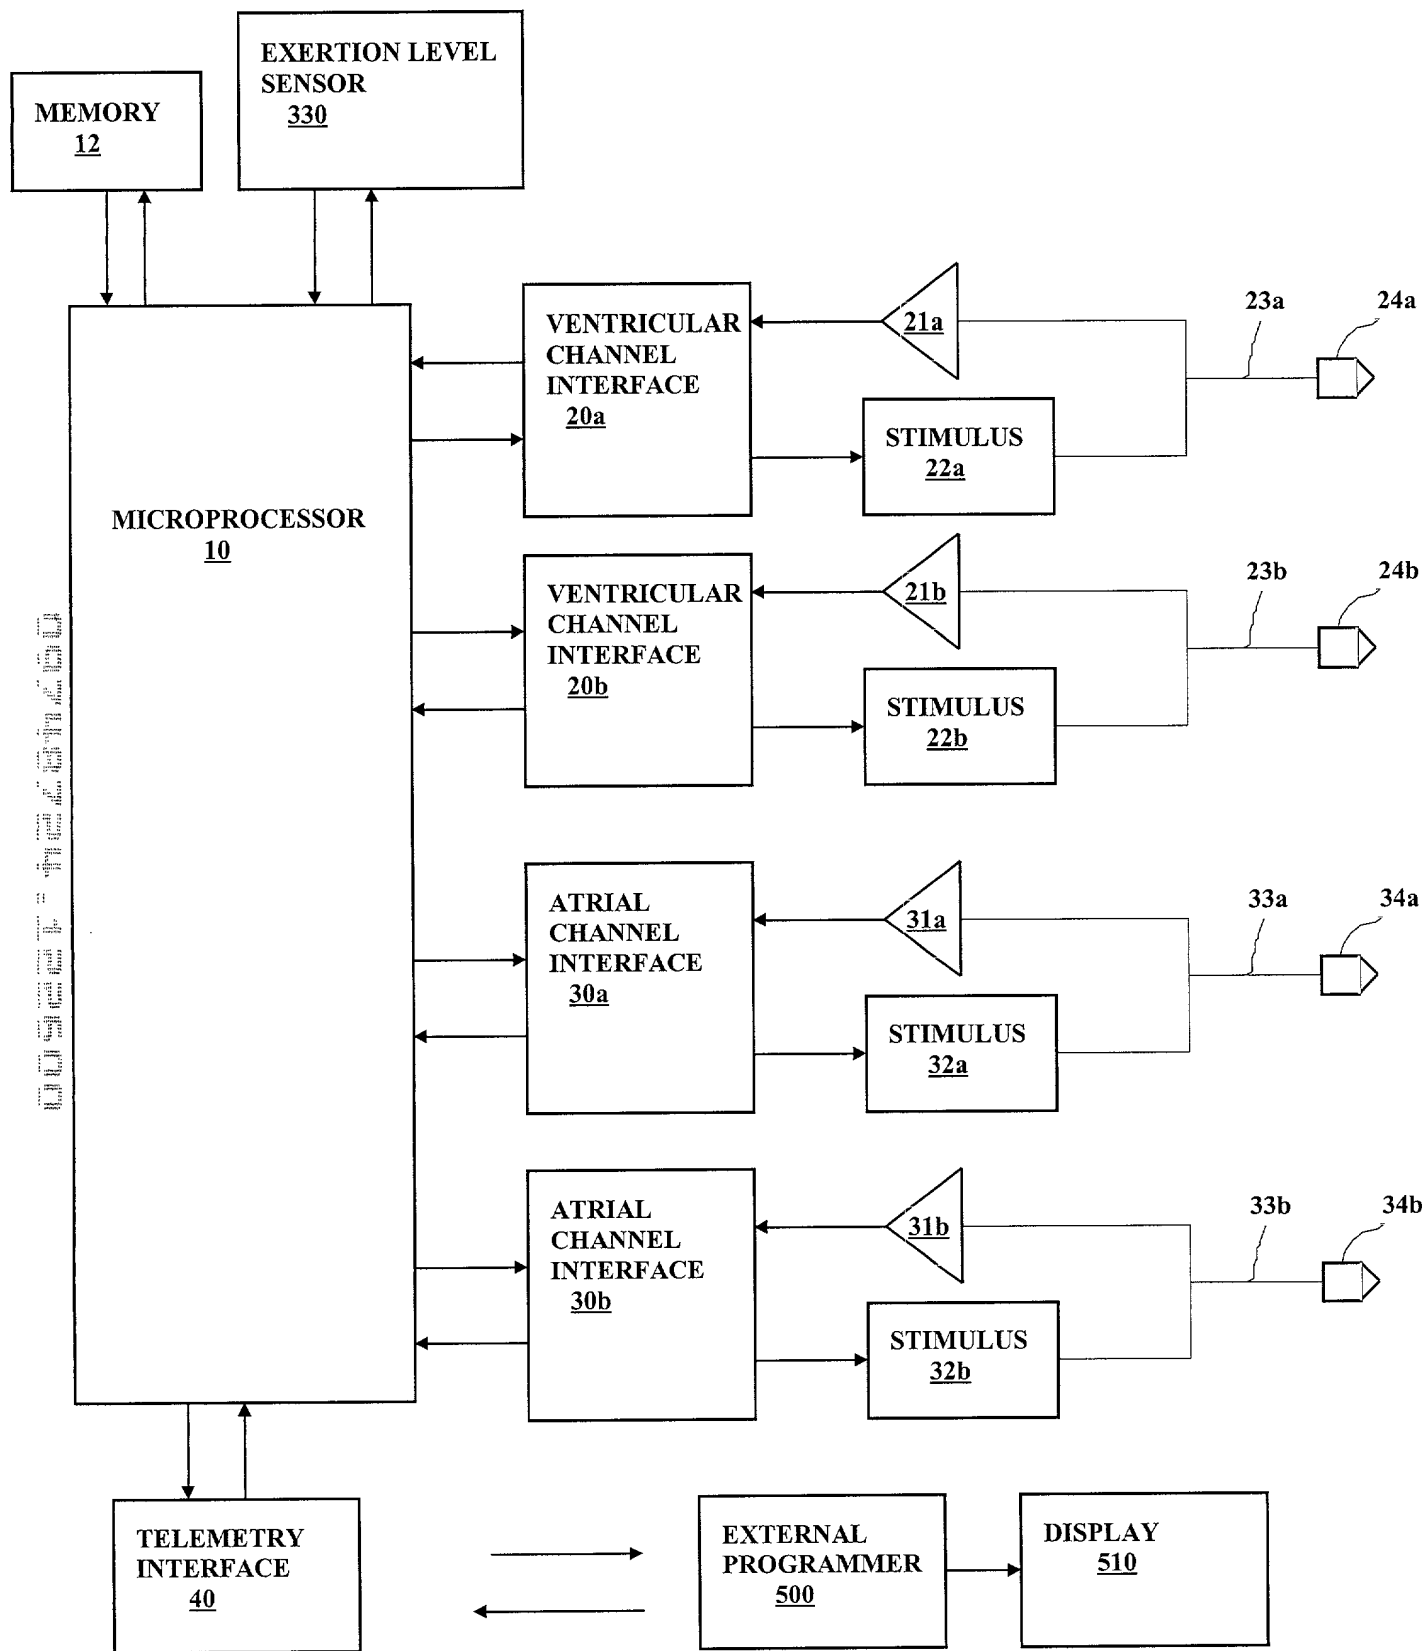 EXERTION LEVEL
SENSOR
330
MEMORY
12
MICROPROCESSOR
10
VENTRICULAR
CHANNEL
INTERFACE
20a
21a
STIMULUS
22a
23a
24a
VENTRICULAR
CHANNEL
INTERFACE
20b
21b
STIMULUS
22b
23b
24b
ATRIAL
CHANNEL
INTERFACE
30a
31a
STIMULUS
32a
33a
34a
ATRIAL
CHANNEL
INTERFACE
30b
31b
STIMULUS
32b
33b
34b
TELEMETRY
INTERFACE
40
EXTERNAL
PROGRAMMER
500
DISPLAY
510